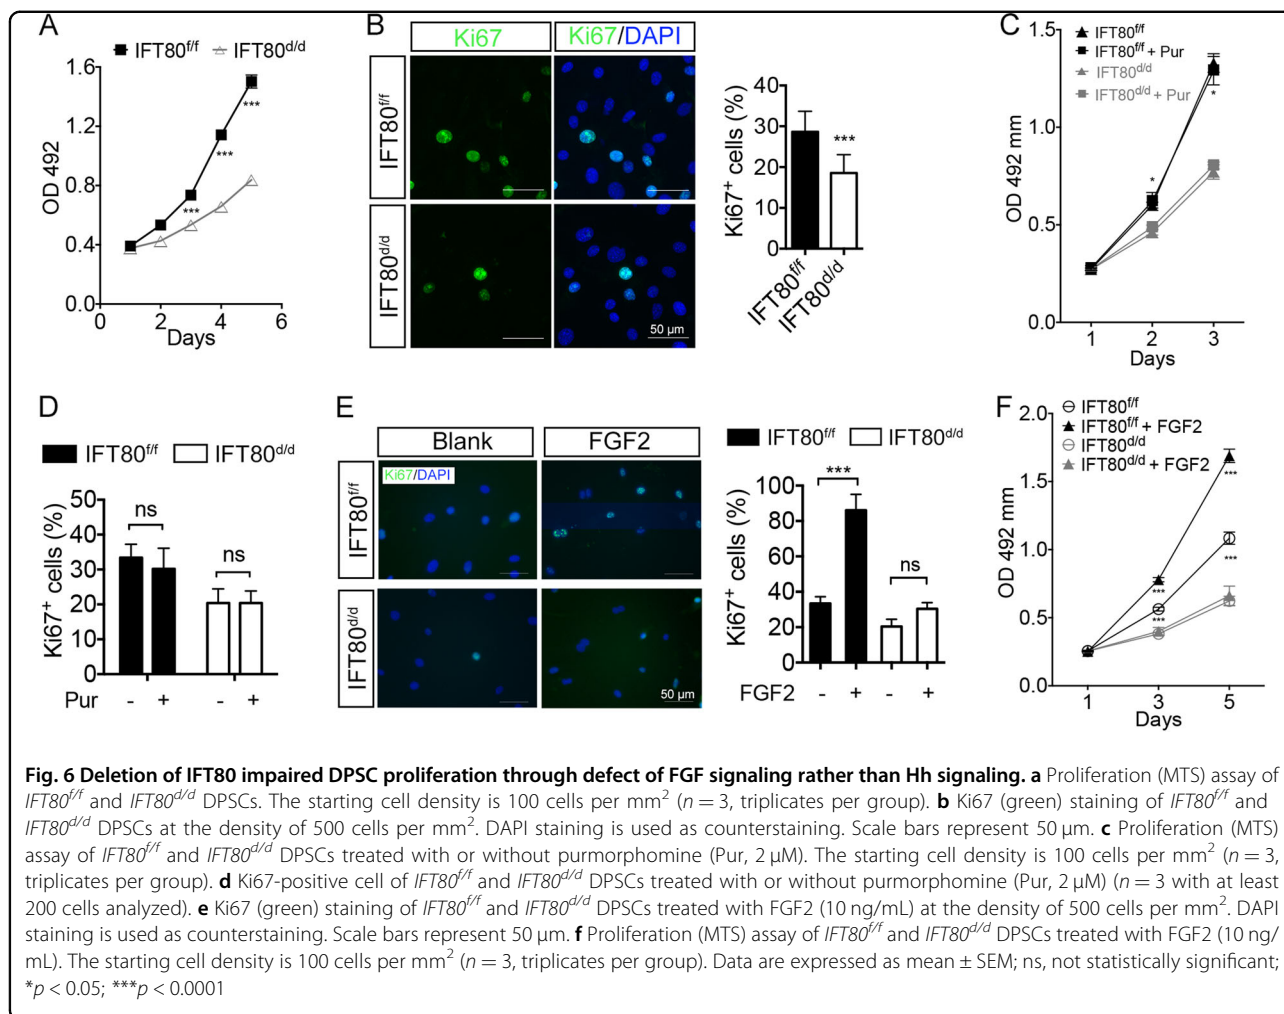 A
IFT80f/f IFT80d/d
OD 492
1.6
1.2
0.8
0.4
0.0
***
***
***
0 2 4 6
Days
B
Ki67 Ki67/DAPI
IFT80f/f
IFT80d/d
50 µm
Ki67+ cells (%)
40
30
20
10
0
***
IFT80f/f
IFT80d/d
C
IFT80f/f
IFT80f/f + Pur
IFT80d/d
IFT80d/d + Pur
OD 492 mm
1.5
1.0
0.5
0.0
*
*
1 2 3
Days
D
IFT80f/f IFT80d/d
Ki67+ cells (%)
50
40
30
20
10
0
ns
ns
Pur - + - +
E
Blank FGF2
Ki67/DAPI
IFT80f/f
IFT80d/d
50 µm
IFT80f/f IFT80d/d
Ki67+ cells (%)
100
80
60
40
20
0
***
ns
FGF2 - + - +
F
IFT80f/f
IFT80f/f + FGF2
IFT80d/d
IFT80d/d + FGF2
OD 492 mm
2.0
1.5
1.0
0.5
0.0
***
***
***
***
1 3 5
Days
Fig. 6 Deletion of IFT80 impaired DPSC proliferation through defect of FGF signaling rather than Hh signaling. a Proliferation (MTS) assay of
IFT80f/f and IFT80d/d DPSCs. The starting cell density is 100 cells per mm2 (n = 3, triplicates per group). b Ki67 (green) staining of IFT80f/f and
IFT80d/d DPSCs at the density of 500 cells per mm2. DAPI staining is used as counterstaining. Scale bars represent 50 µm. c Proliferation (MTS)
assay of IFT80f/f and IFT80d/d DPSCs treated with or without purmorphomine (Pur, 2 µM). The starting cell density is 100 cells per mm2 (n = 3,
triplicates per group). d Ki67-positive cell of IFT80f/f and IFT80d/d DPSCs treated with or without purmorphomine (Pur, 2 µM) (n = 3 with at least
200 cells analyzed). e Ki67 (green) staining of IFT80f/f and IFT80d/d DPSCs treated with FGF2 (10 ng/mL) at the density of 500 cells per mm2. DAPI
staining is used as counterstaining. Scale bars represent 50 µm. f Proliferation (MTS) assay of IFT80f/f and IFT80d/d DPSCs treated with FGF2 (10 ng/
mL). The starting cell density is 100 cells per mm2 (n = 3, triplicates per group). Data are expressed as mean ± SEM; ns, not statistically significant;
*p < 0.05; ***p < 0.0001